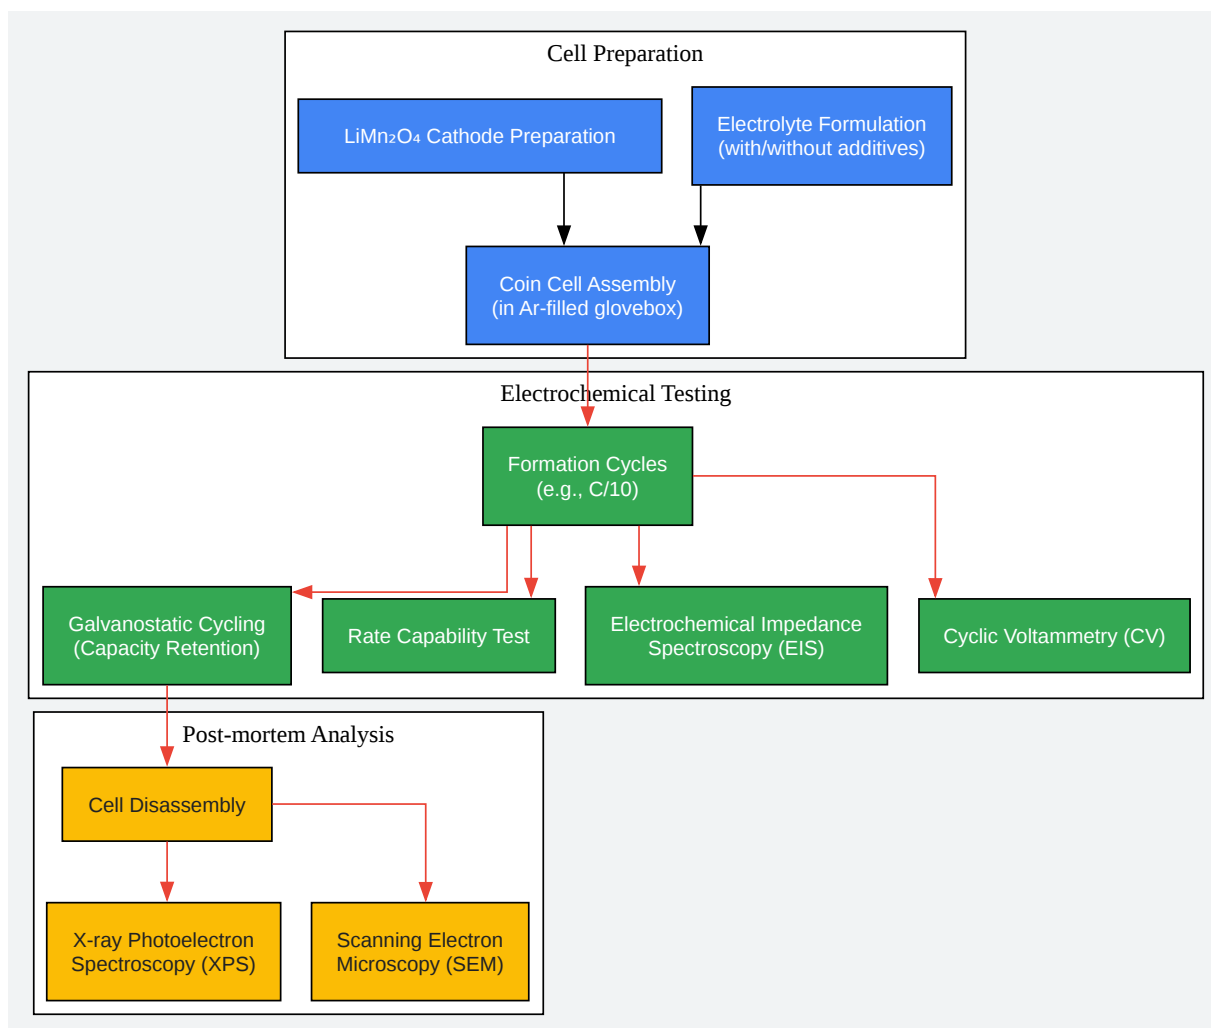 Cell Preparation
LiMn₂O₄ Cathode Preparation
Electrolyte Formulation
(with/without additives)
Coin Cell Assembly
(in Ar-filled glovebox)
Electrochemical Testing
Formation Cycles
(e.g., C/10)
Galvanostatic Cycling
(Capacity Retention)
Rate Capability Test
Electrochemical Impedance
Spectroscopy (EIS)
Cyclic Voltammetry (CV)
Post-mortem Analysis
Cell Disassembly
X-ray Photoelectron
Spectroscopy (XPS)
Scanning Electron
Microscopy (SEM)